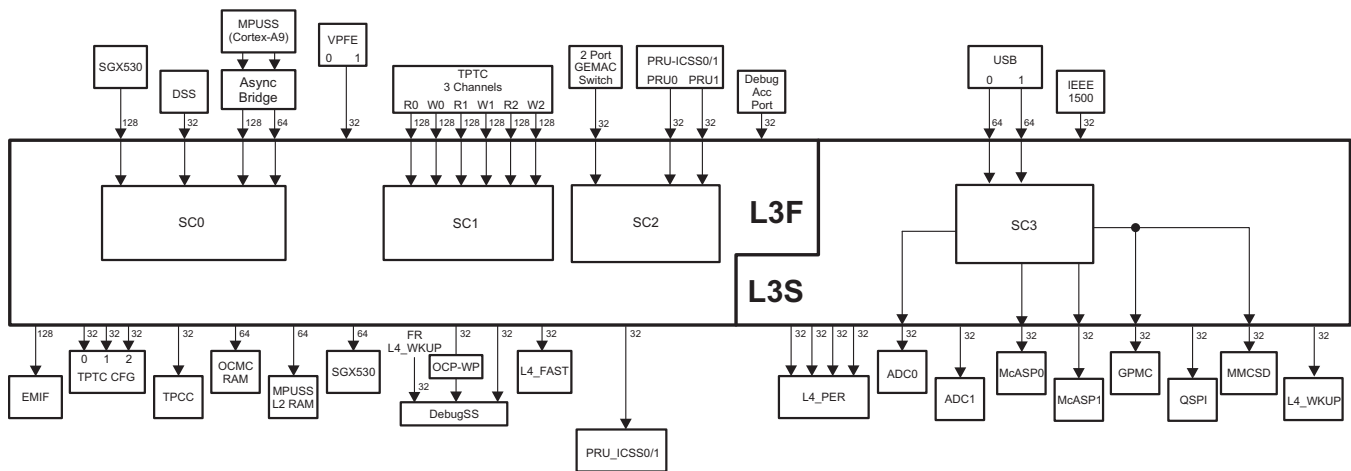 MPUSS
(Cortex-A9)
VPFE
0 1
SGX530
DSS
Async
Bridge
TPTC
3 Channels
R0 W0 R1 W1 R2 W2
2 Port
GEMAC
Switch
PRU-ICSS0/1
PRU0 PRU1
Debug
Acc
Port
USB
0 1
IEEE
1500
128 32 128 64 32 128 128 128 128 128 128 32 32 32 32 64 64 32
SC0
SC1
SC2
L3F
SC3
L3S
128 32 32 32 32 64 64 64
FR
L4_WKUP
32 32 32 32 32
32 32 32 32 32 32 32 32 32 32 32 32
0 1 2
TPTC CFG
EMIF
TPCC
OCMC
RAM
MPUSS
L2 RAM
SGX530
32
OCP-WP
DebugSS
L4_FAST
PRU_ICSS0/1
L4_PER
ADC0
ADC1
McASP0
McASP1
GPMC
QSPI
MMCSD
L4_WKUP